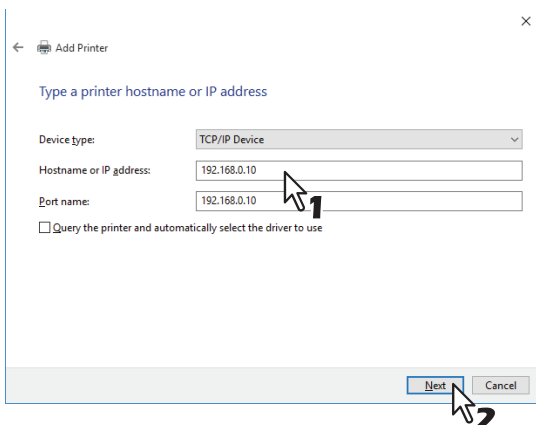 Add Printer
Type a printer hostname or IP address
Device type: TCP/IP Device
Hostname or IP address: 192.168.0.10
1
Port name: 192.168.0.10
Query the printer and automatically select the driver to use
Next Cancel
2